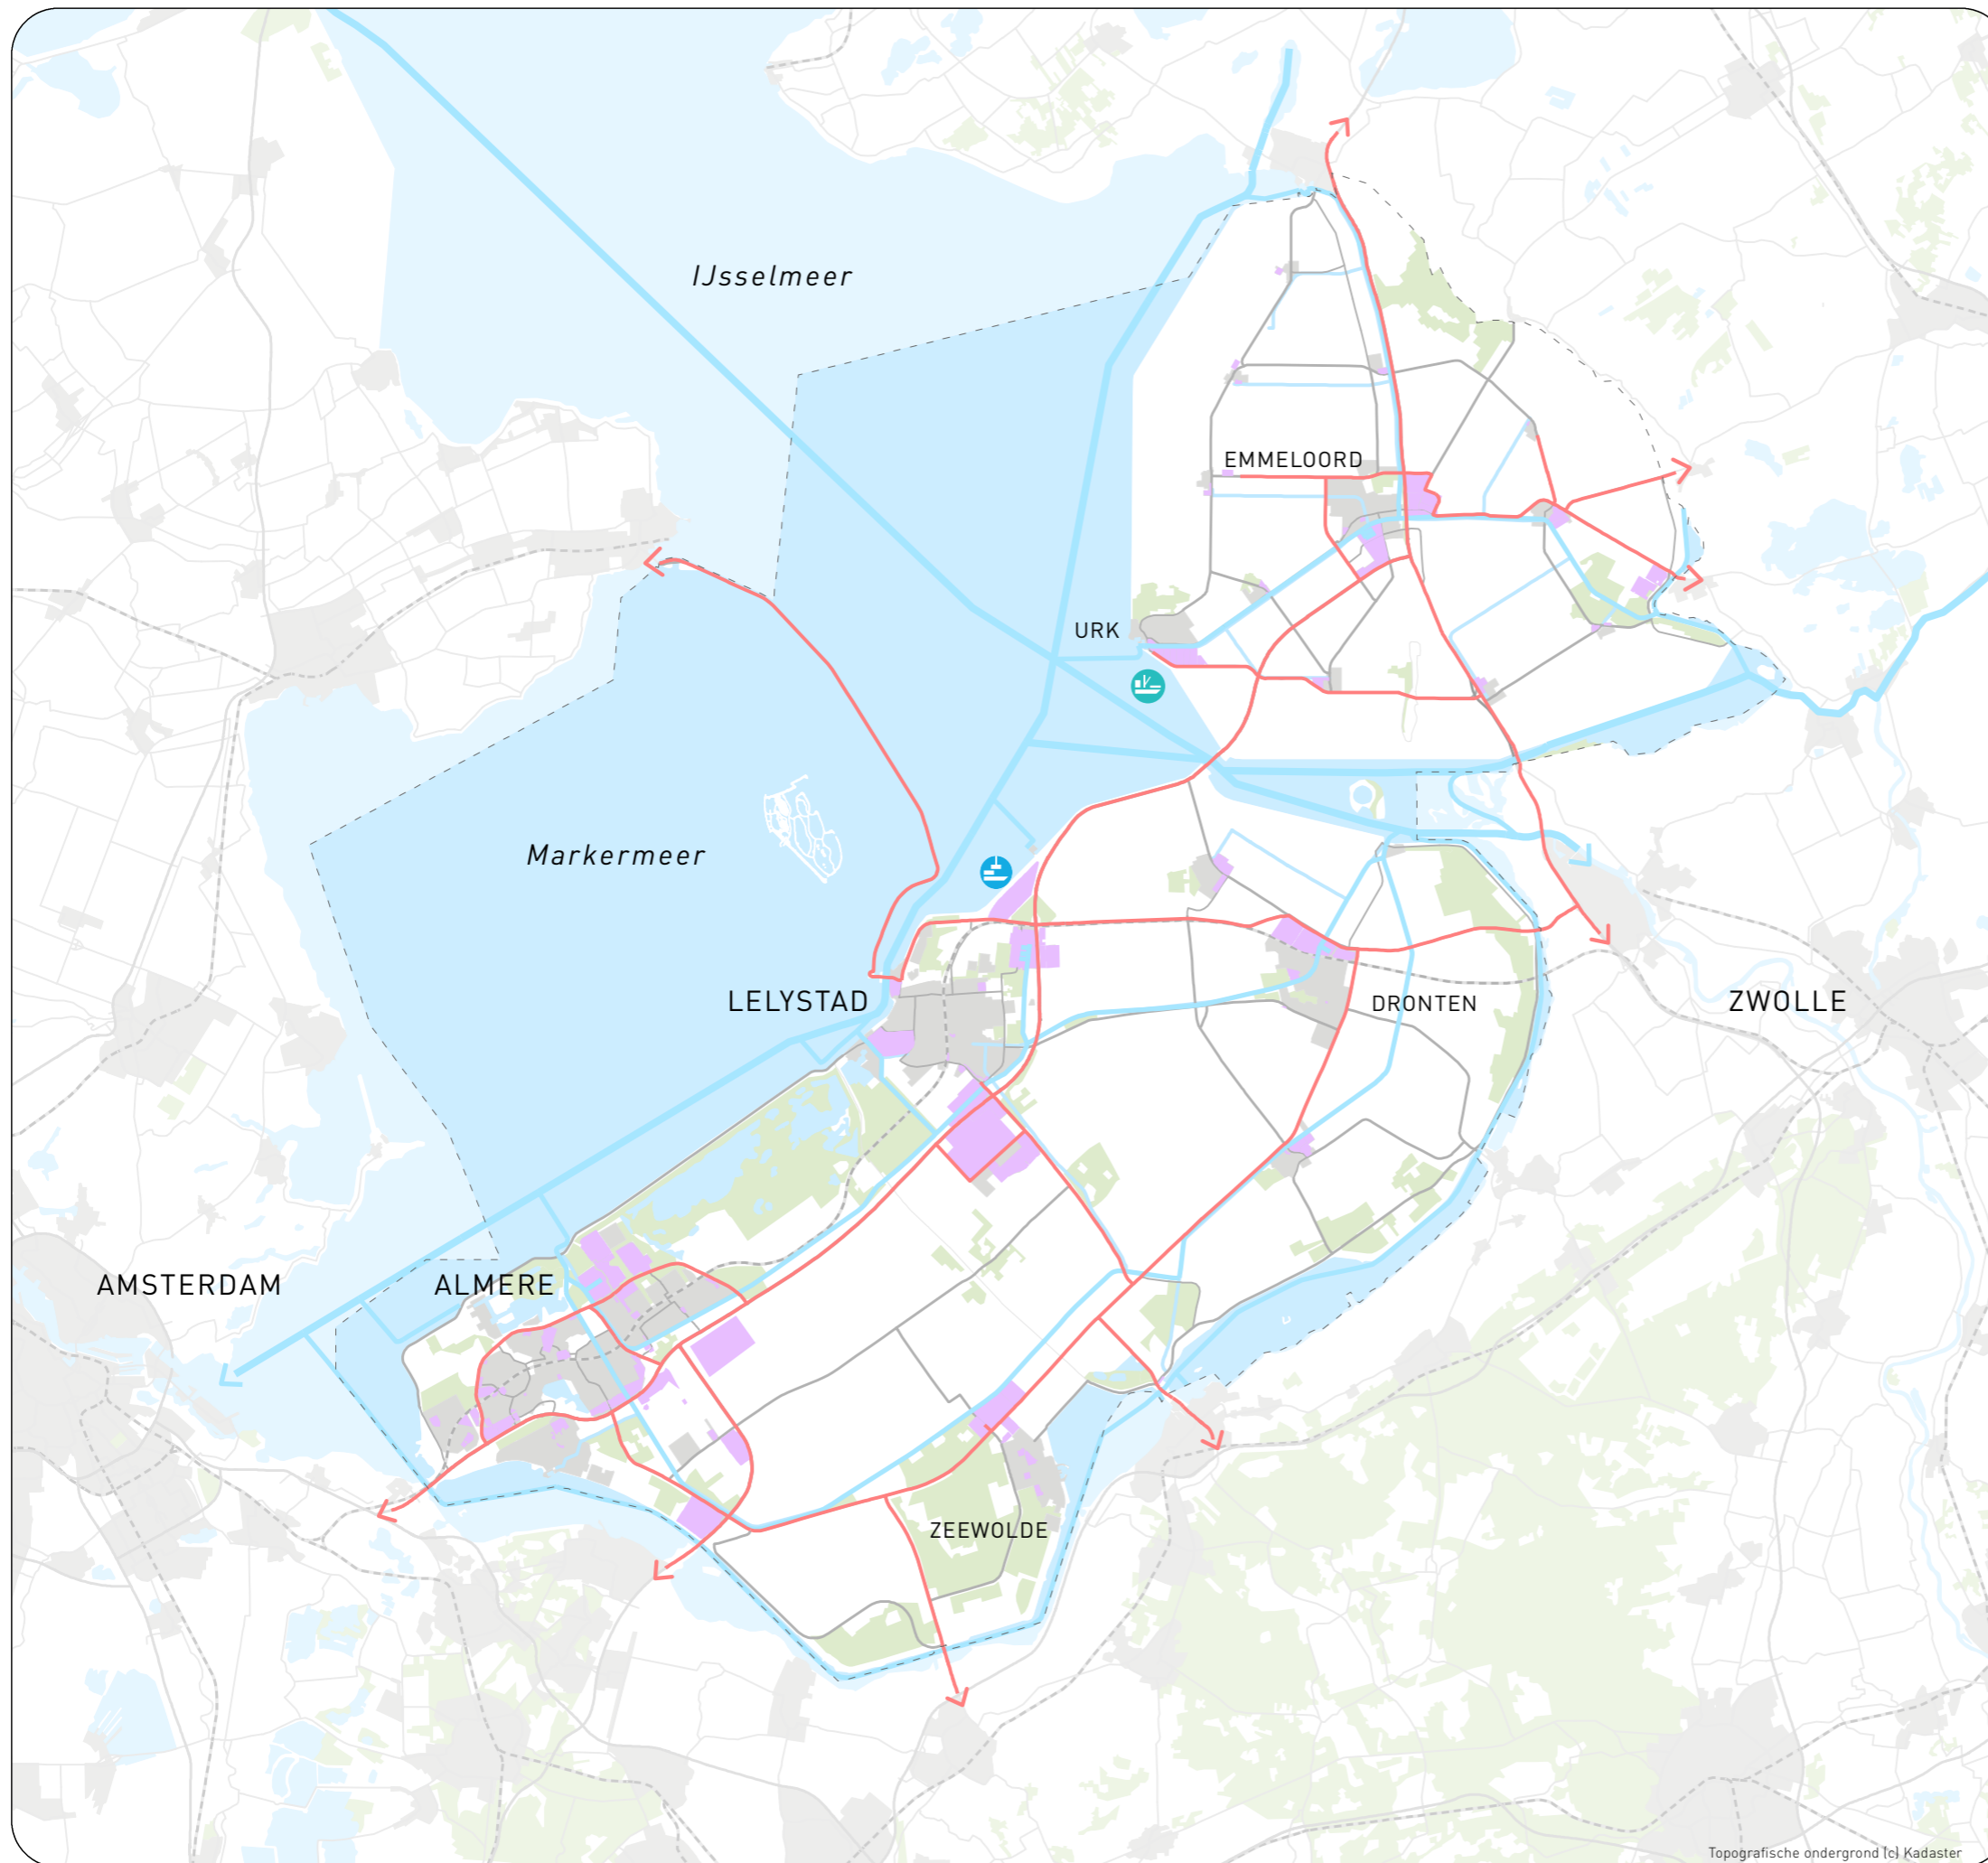 IJsselmeer
EMMELOORD
URK
Markermeer
LELYSTAD
DRONTEN
ZWOLLE
AMSTERDAM
ALMERE
ZEEWOLDE
Topografische ondergrond (c) Kadaster